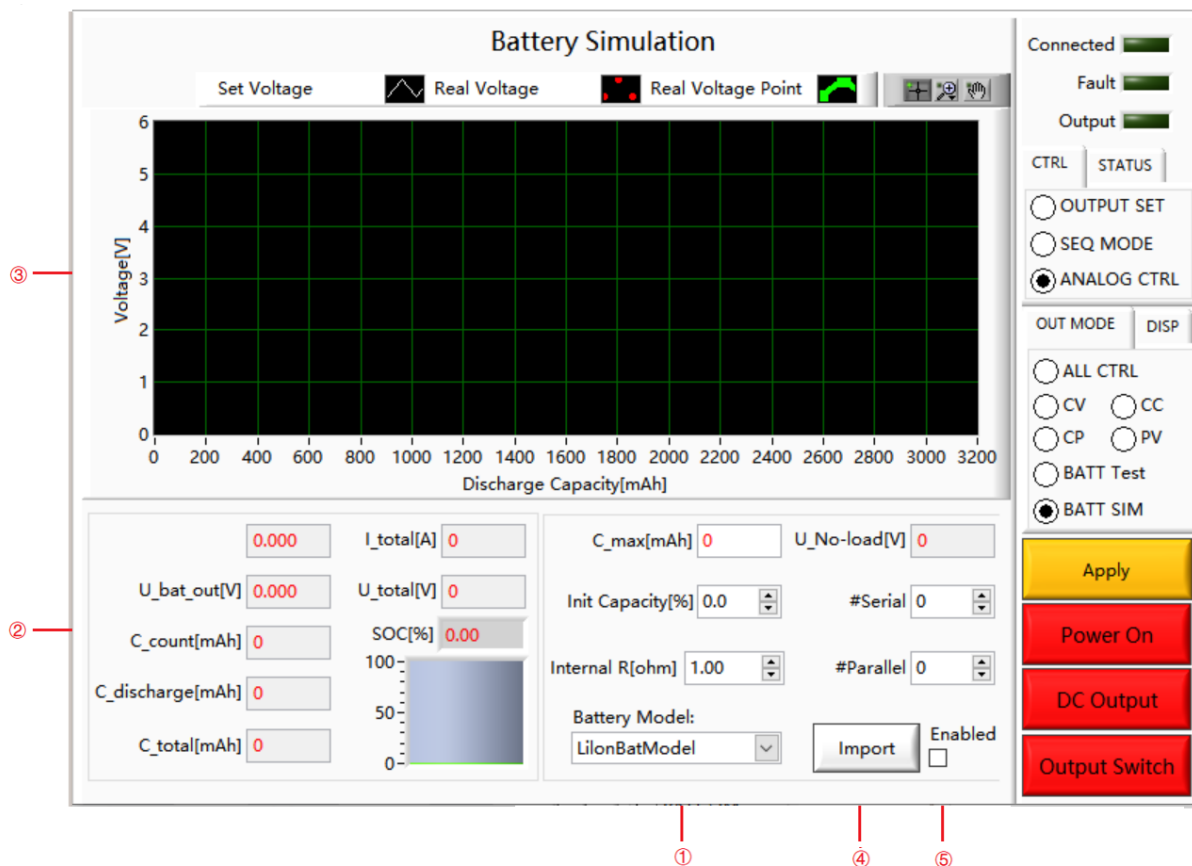 Battery Simulation
Set Voltage Real Voltage Real Voltage Point
6
5
4
3
2
1
0
Voltage[V]
0 200 400 600 800 1000 1200 1400 1600 1800 2000 2200 2400 2600 2800 3000 3200
Discharge Capacity[mAh]
0.000 I_total[A] 0
U_bat_out[V] 0.000 U_total[V] 0
C_count[mAh] 0 SOC[%] 0.00
C_discharge[mAh] 0
C_total[mAh] 0
100
50
0
C_max[mAh] 0 U_No-load[V] 0
Init Capacity[%] 0.0 #Serial 0
Internal R[ohm] 1.00 #Parallel 0
Battery Model:
LiIonBatModel Import Enabled
Connected
Fault
Output
CTRL STATUS
OUTPUT SET
SEQ MODE
ANALOG CTRL
OUT MODE DISP
ALL CTRL
CV CC
CP PV
BATT Test
BATT SIM
Apply
Power On
DC Output
Output Switch
③
②
① ④ ⑤